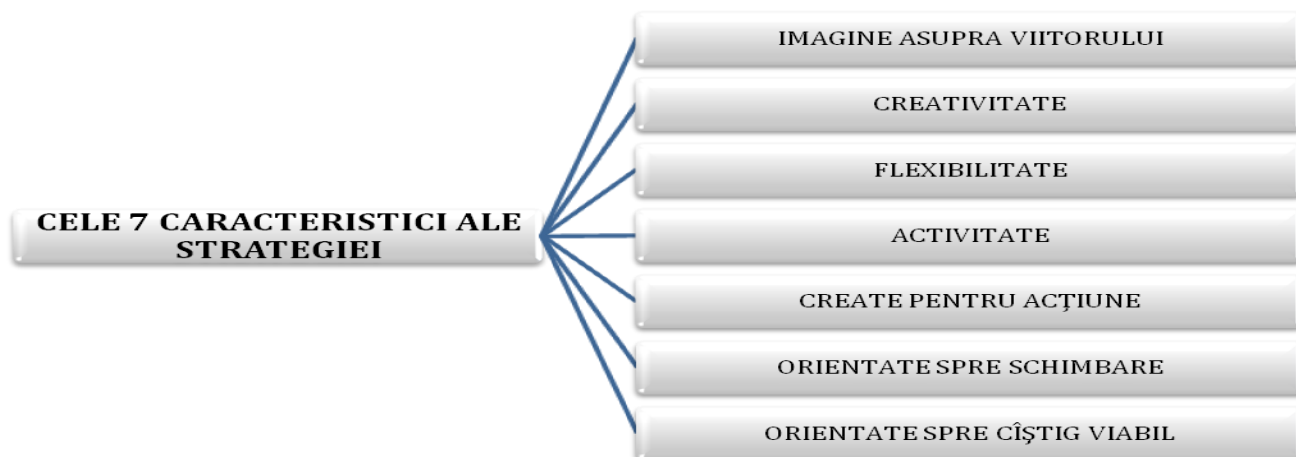 IMAGINE ASUPRA VIITORULUI
CREATIVITATE
FLEXIBILITATE
CELE 7 CARACTERISTICI ALE
STRATEGIEI
ACTIVITATE
CREATE PENTRU ACŢIUNE
ORIENTATE SPRE SCHIMBARE
ORIENTATE SPRE CÎŞTIG VIABIL